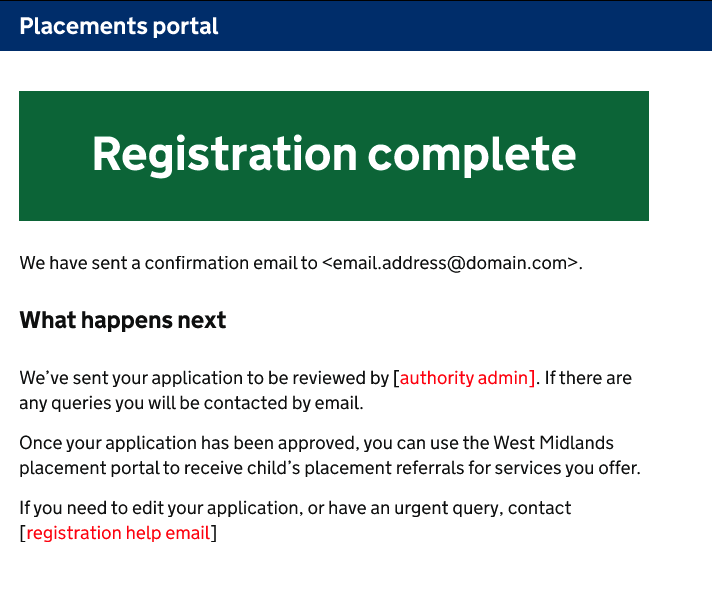 Placements portal
Registration complete
We have sent a confirmation email to <email.address@domain.com>.
What happens next
We’ve sent your application to be reviewed by [authority admin]. If there are
any queries you will be contacted by email.
Once your application has been approved, you can use the West Midlands
placement portal to receive child’s placement referrals for services you offer.
If you need to edit your application, or have an urgent query, contact
[registration help email]